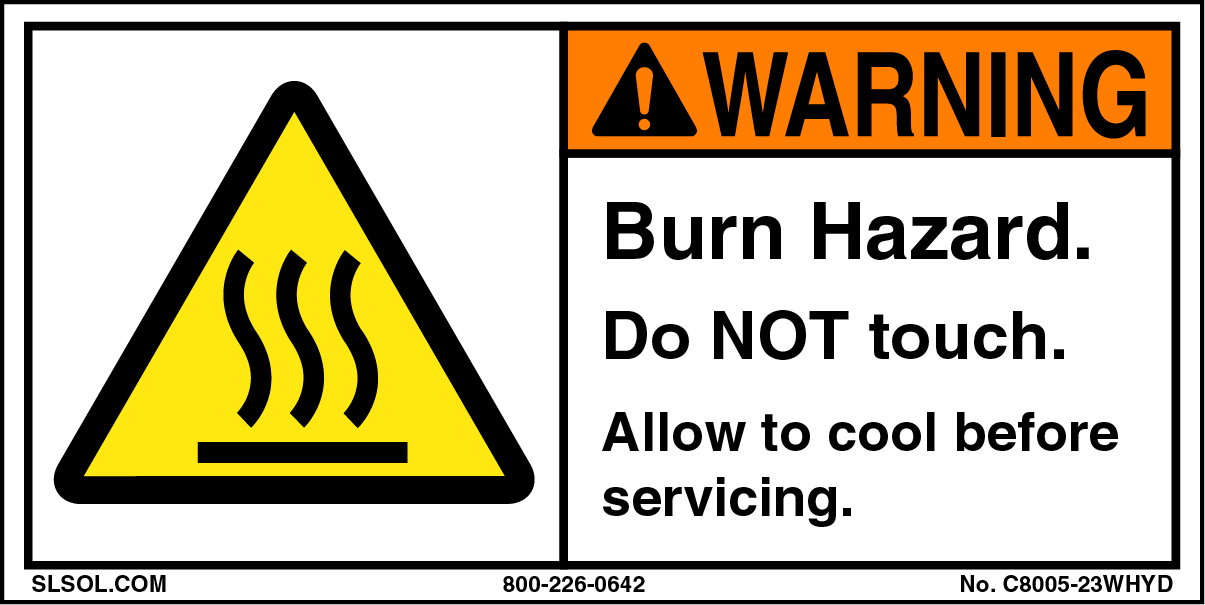 WARNING
Burn Hazard.
Do NOT touch.
Allow to cool before
servicing.
SLSOL.COM
800-226-0642
No. C8005-23WHYD